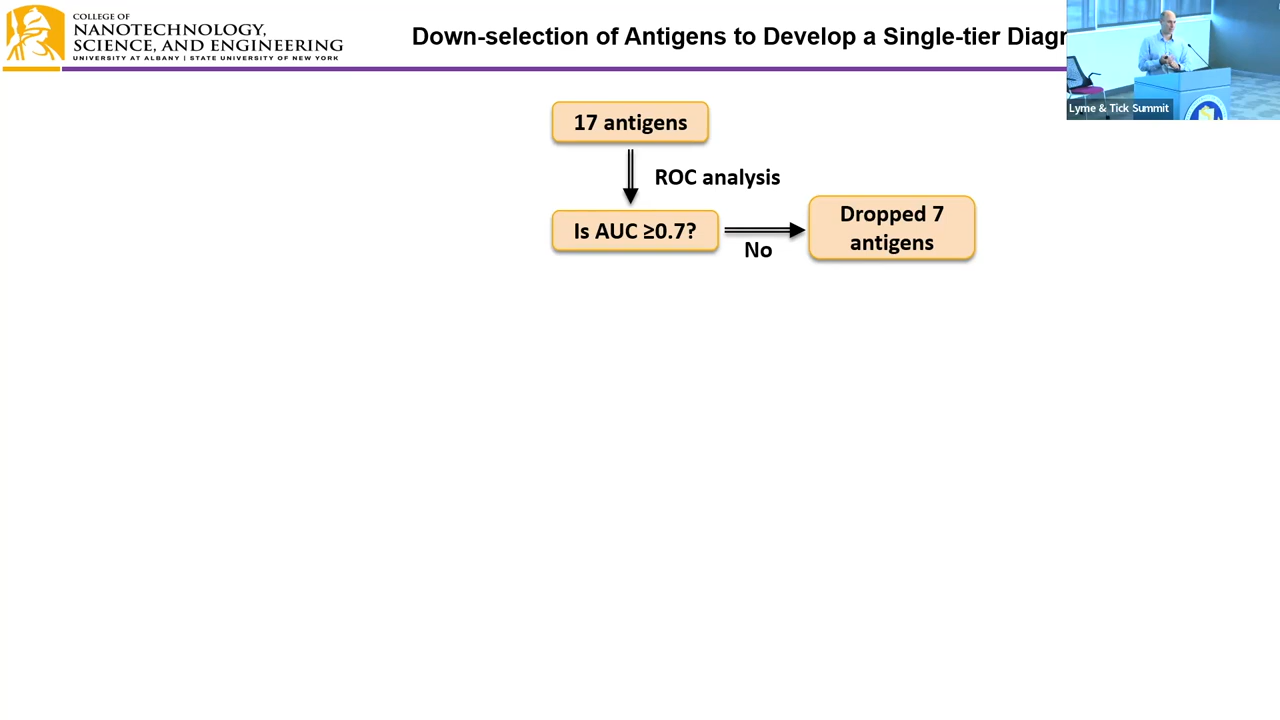 COLLEGE OF
NANOTECHNOLOGY,
SCIENCE, AND ENGINEERING
UNIVERSITY AT ALBANY | STATE UNIVERSITY OF NEW YORK
Down-selection of Antigens to Develop a Single-tier Diagr
Lyme & Tick Summit
17 antigens
ROC analysis
Is AUC ≥0.7?
No
Dropped 7
antigens